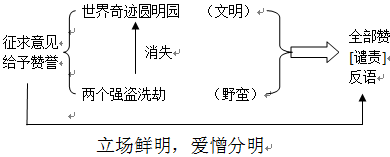 世界奇迹圆明园 （文明）
征求意见
给予赞誉
消失
全部赞
[谴责]
反语
两个强盗洗劫 （野蛮）
立场鲜明，爱憎分明